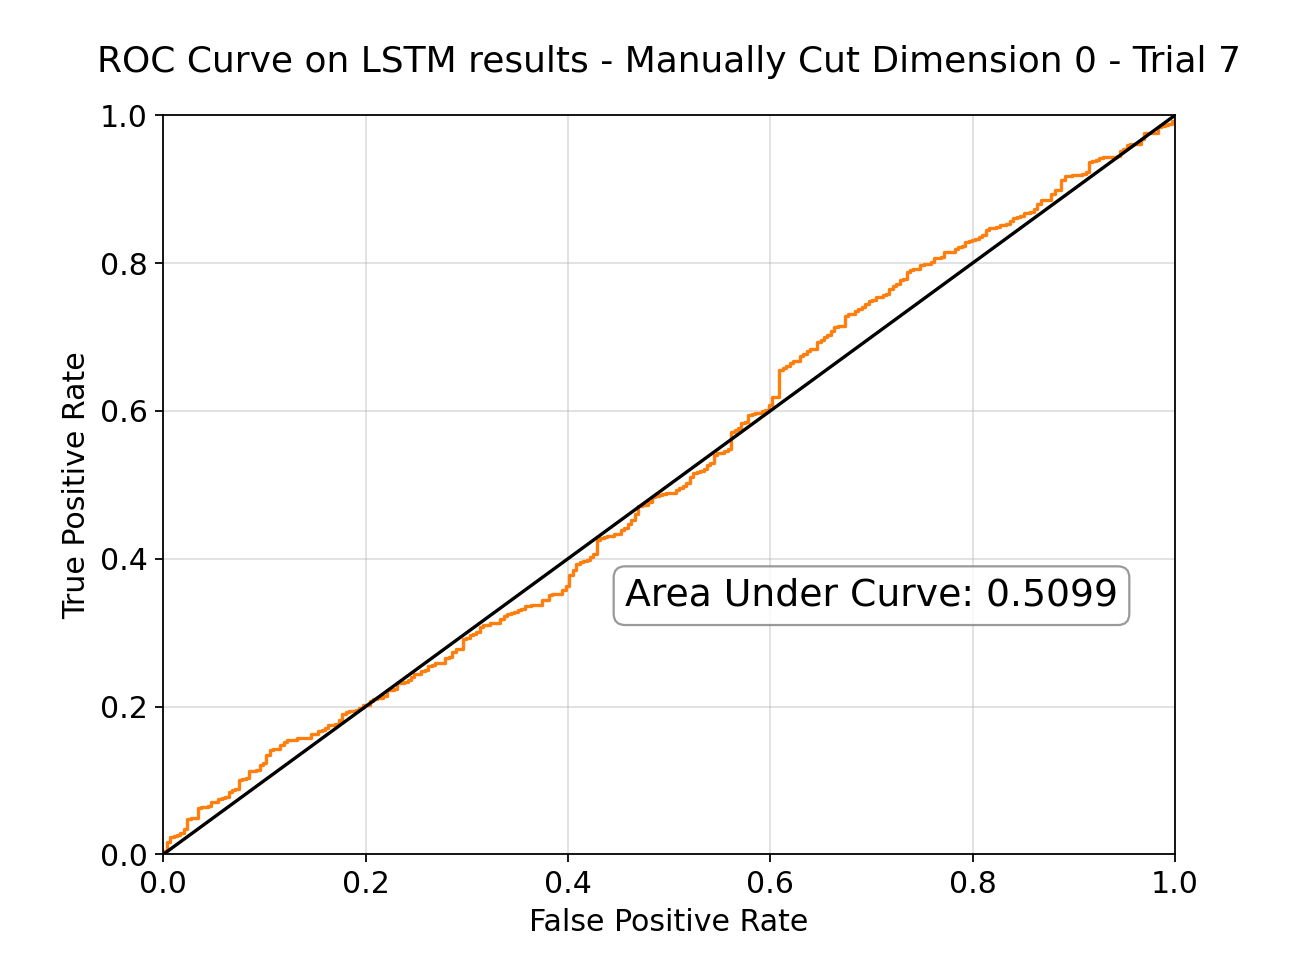 ROC Curve on LSTM results - Manually Cut Dimension 0 - Trial 7
1.0
0.8
0.6
0.4
0.2
0.0
True Positive Rate
Area Under Curve: 0.5099
0.0 0.2 0.4 0.6 0.8 1.0
False Positive Rate